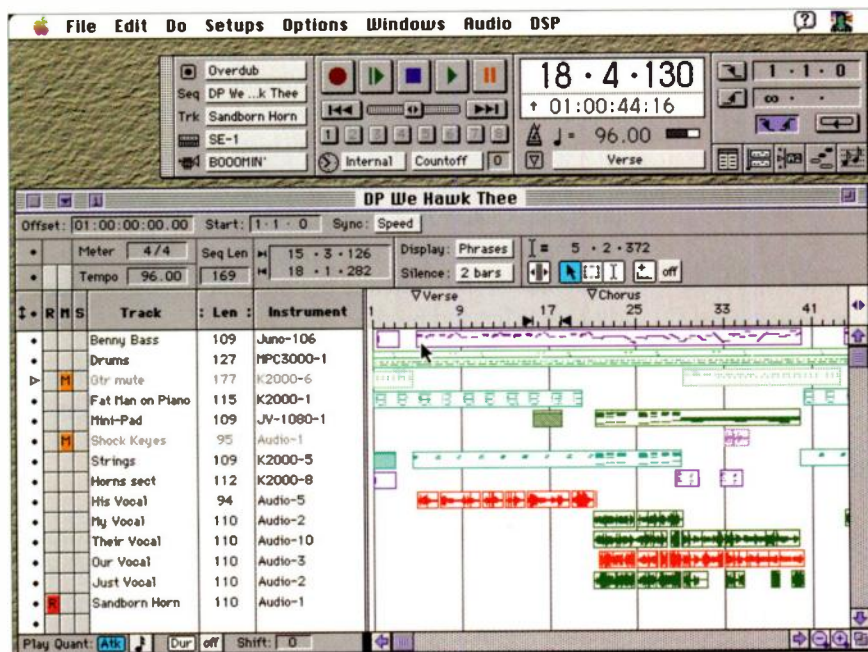 File Edit Do Setups Options Windows Audio DSP
Overdub
Seq DP We ...k Thee
Trk Sandborn Horn
SE-1
BOOOMIN'
1 2 3 4 5 6 7 8
Internal Countoff 0
18 · 4 · 130
01:00:44:16
♩ = 96.00
Verse
1 · 1 · 0
∞ · ·
DP We Hawk Thee
Offset: 01:00:00:00.00 Start: 1 · 1 · 0 Sync: Speed
Meter 4/4 Seq Len 15 · 3 · 126 Display: Phrases = 5 · 2 · 372
Tempo 96.00 169 18 · 1 · 282 Silence: 2 bars off
Verse Chorus
R M S Track : Len : Instrument 1 9 17 25 33 41
Benny Bass 109 Juno-106
Drums 127 MPC3000-1
M Gtr mute 177 K2000-6
Fat Man on Piano 115 K2000-1
Mini-Pad 109 JV-1080-1
M Shock Keyes 95 Audio-1
Strings 109 K2000-5
Horns sect 112 K2000-8
His Vocal 94 Audio-5
My Vocal 110 Audio-2
Their Vocal 110 Audio-10
Our Vocal 110 Audio-3
Just Vocal 110 Audio-2
R Sandborn Horn 110 Audio-1
Play Quant: Atk Dur off Shift: 0